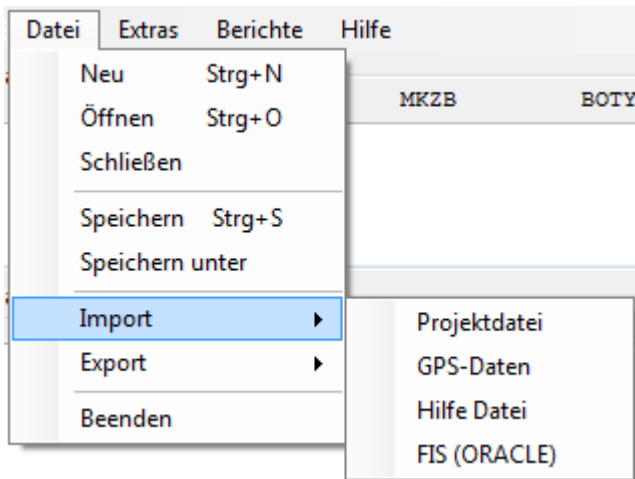 Datei Extras Berichte Hilfe
Neu Strg+N
MKZB BOTY
Öffnen Strg+O
Schließen
Speichern Strg+S
Speichern unter
Import
Projektdatei
Export
GPS-Daten
Hilfe Datei
Beenden
FIS (ORACLE)